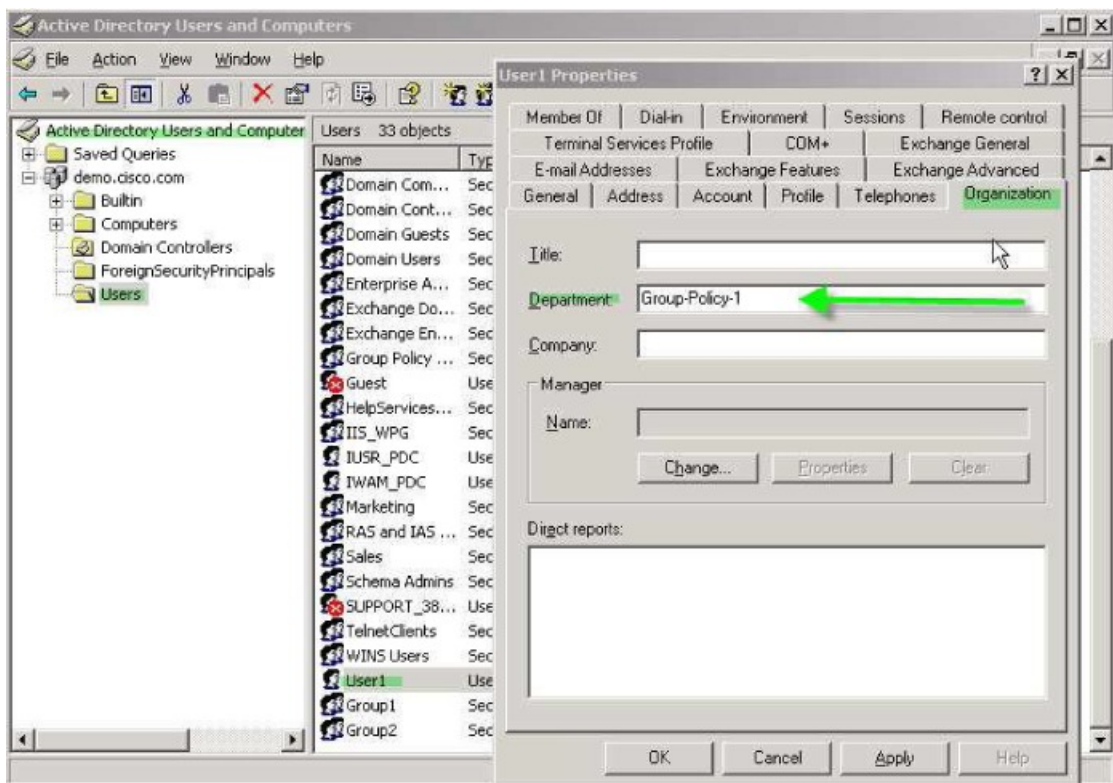 Active Directory Users and Computers
File Action View Window Help
Active Directory Users and Computer
Saved Queries
demo.cisco.com
Builtin
Computers
Domain Controllers
ForeignSecurityPrincipals
Users
Users 33 objects
Name Typ
Domain Com... Sec
Domain Cont... Sec
Domain Guests Sec
Domain Users Sec
Enterprise A... Sec
Exchange Do... Sec
Exchange En... Sec
Group Policy ... Sec
Guest Use
HelpServices... Sec
IIS_WPG Sec
IUSR_PDC Use
IWAM_PDC Use
Marketing Sec
RAS and IAS ... Sec
Sales Sec
Schema Admins Sec
SUPPORT_38... Use
TelnetClients Sec
WINS Users Sec
User1 Use
Group1 Sec
Group2 Sec
User1 Properties
Member Of Dial-in Environment Sessions Remote control
Terminal Services Profile COM+ Exchange General
E-mail Addresses Exchange Features Exchange Advanced
General Address Account Profile Telephones Organization
Title:
Department: Group-Policy-1
Company:
Manager
Name:
Change... Properties Clear
Direct reports:
OK Cancel Apply Help